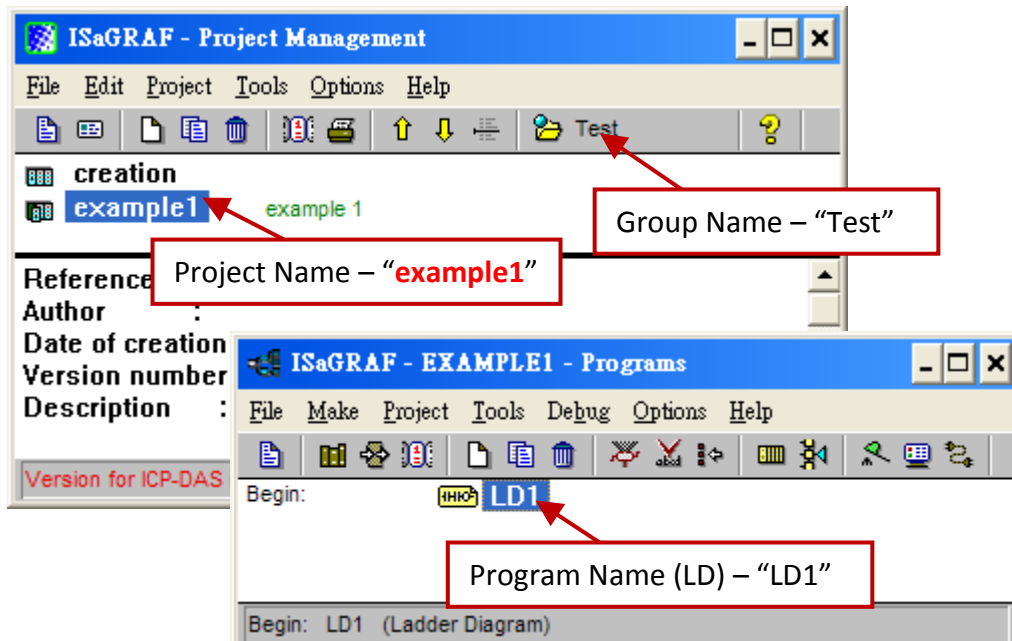 ISaGRAF - Project Management
File Edit Project Tools Options Help
Test
creation
example1 example 1
Group Name – “Test”
Project Name – “example1”
Reference
Author :
Date of creation
Version number
Description :
Version for ICP-DAS
ISaGRAF - EXAMPLE1 - Programs
File Make Project Tools Debug Options Help
Begin: LD1
Program Name (LD) – “LD1”
Begin: LD1 (Ladder Diagram)